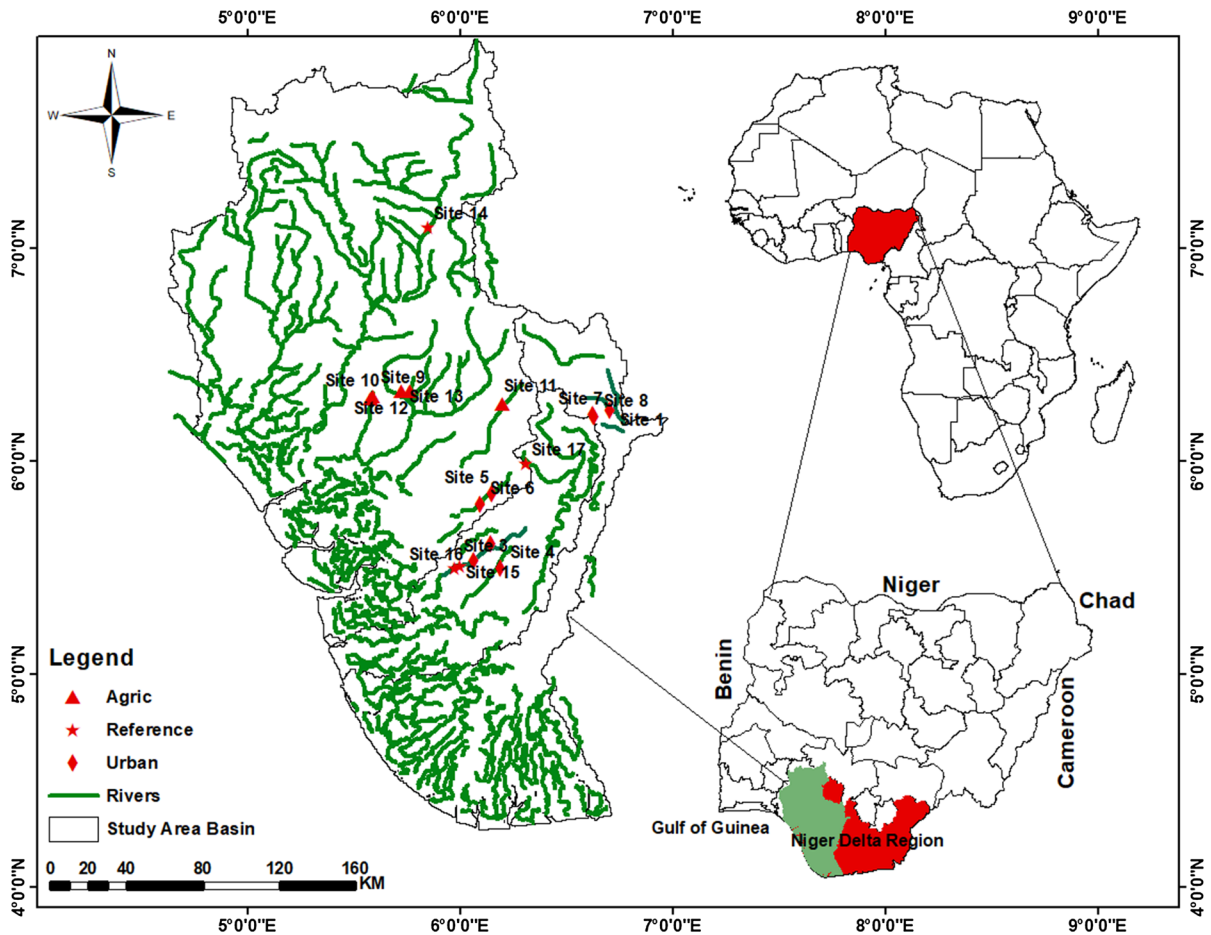 5°0'0"E 6°0'0"E 7°0'0"E 8°0'0"E 9°0'0"E
N
W E
S
7°0'0"N
6°0'0"N
5°0'0"N
4°0'0"N
Site 14
Site 10 Site 9
Site 12 Site 13
Site 11
Site 7 Site 8
Site 1
Site 17
Site 5
Site 6
Site 16 Site 3
Site 4
Site 15
Legend
Agric
Reference
Urban
Rivers
Study Area Basin
0 20 40 80 120 160
KM
Niger
Chad
Benin
Cameroon
Gulf of Guinea
Niger Delta Region
7°0'0"N
6°0'0"N
5°0'0"N
4°0'0"N
5°0'0"E 6°0'0"E 7°0'0"E 8°0'0"E 9°0'0"E